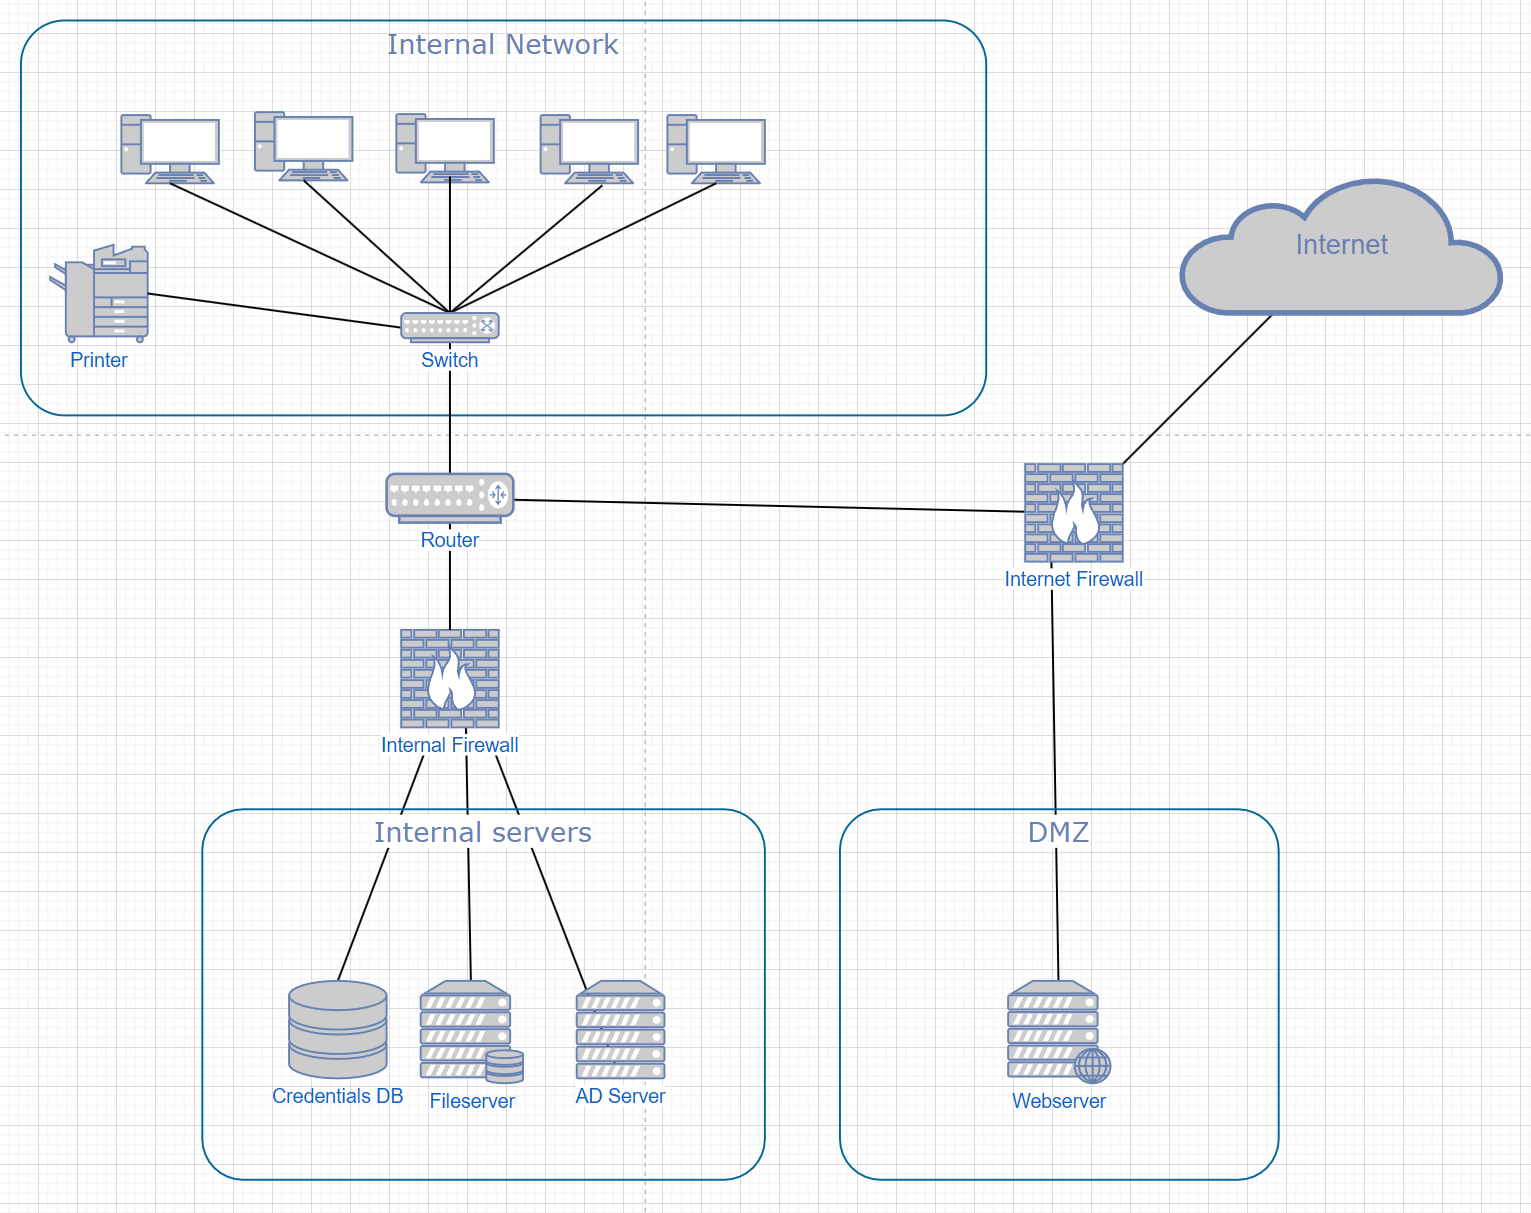 Internal Network
Internet
Printer
Switch
Router
Internet Firewall
Internal Firewall
Internal servers
DMZ
Credentials DB
Fileserver
AD Server
Webserver